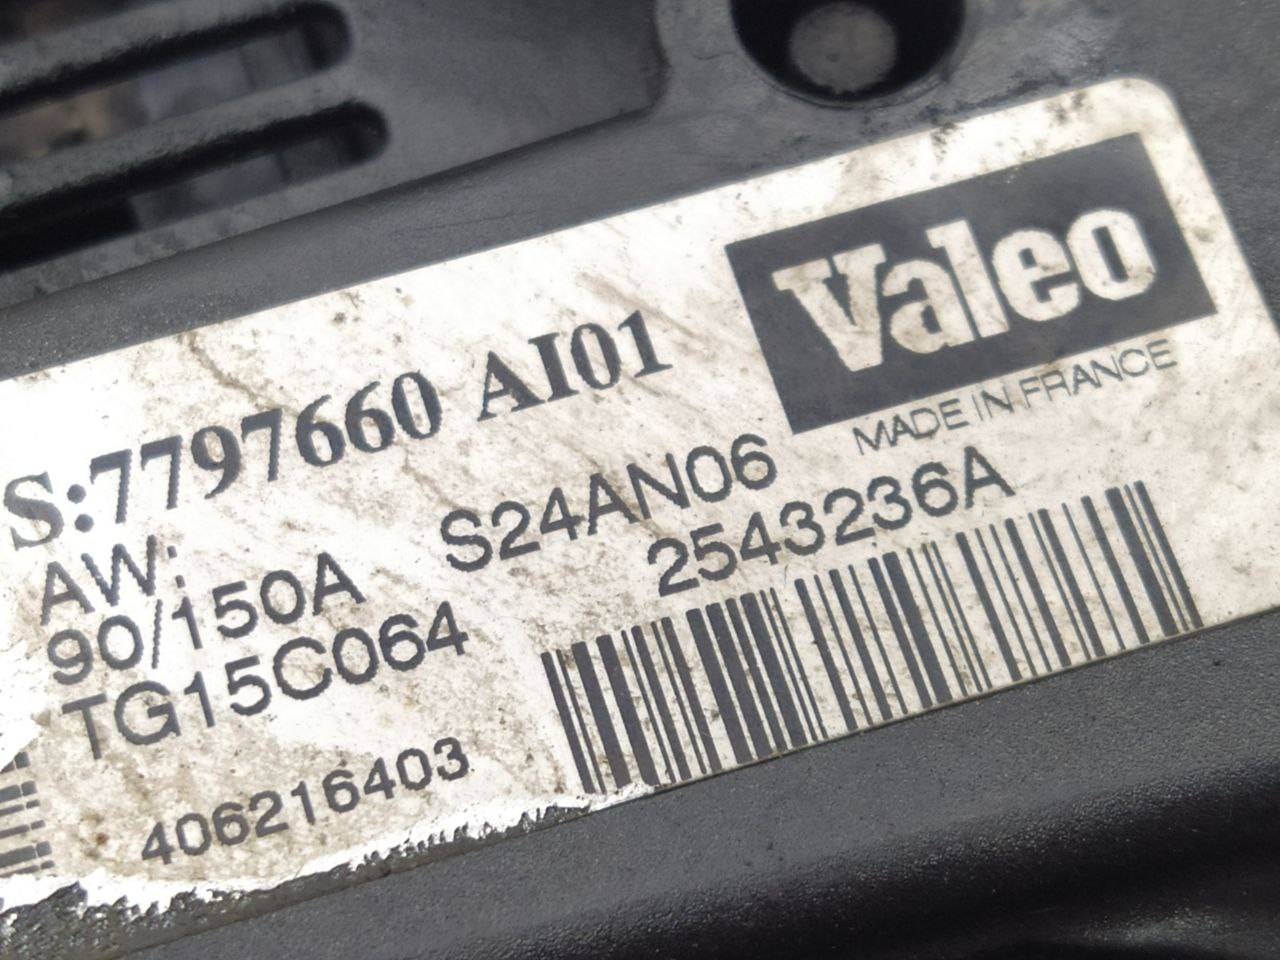 Valeo
MADE IN FRANCE
S:7797660 AI01
AW:
90/150A S24AN06
TG15C064 2543236A
406216403